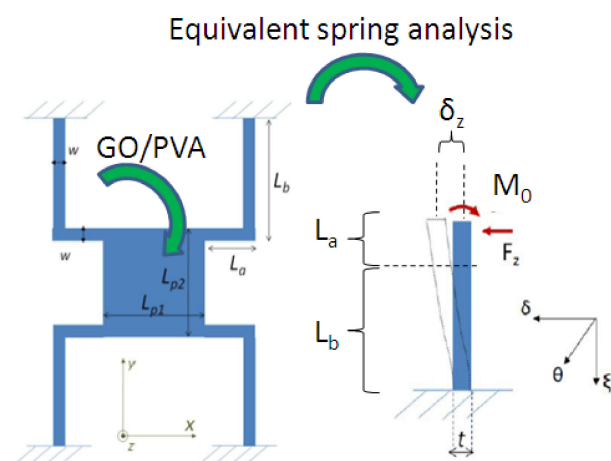 Equivalent spring analysis
δz
w
GO/PVA
M0
Lb
La
Fz
w
La
Lp2
Lp1
Lb
δ
θ
ξ
y
x
z
t